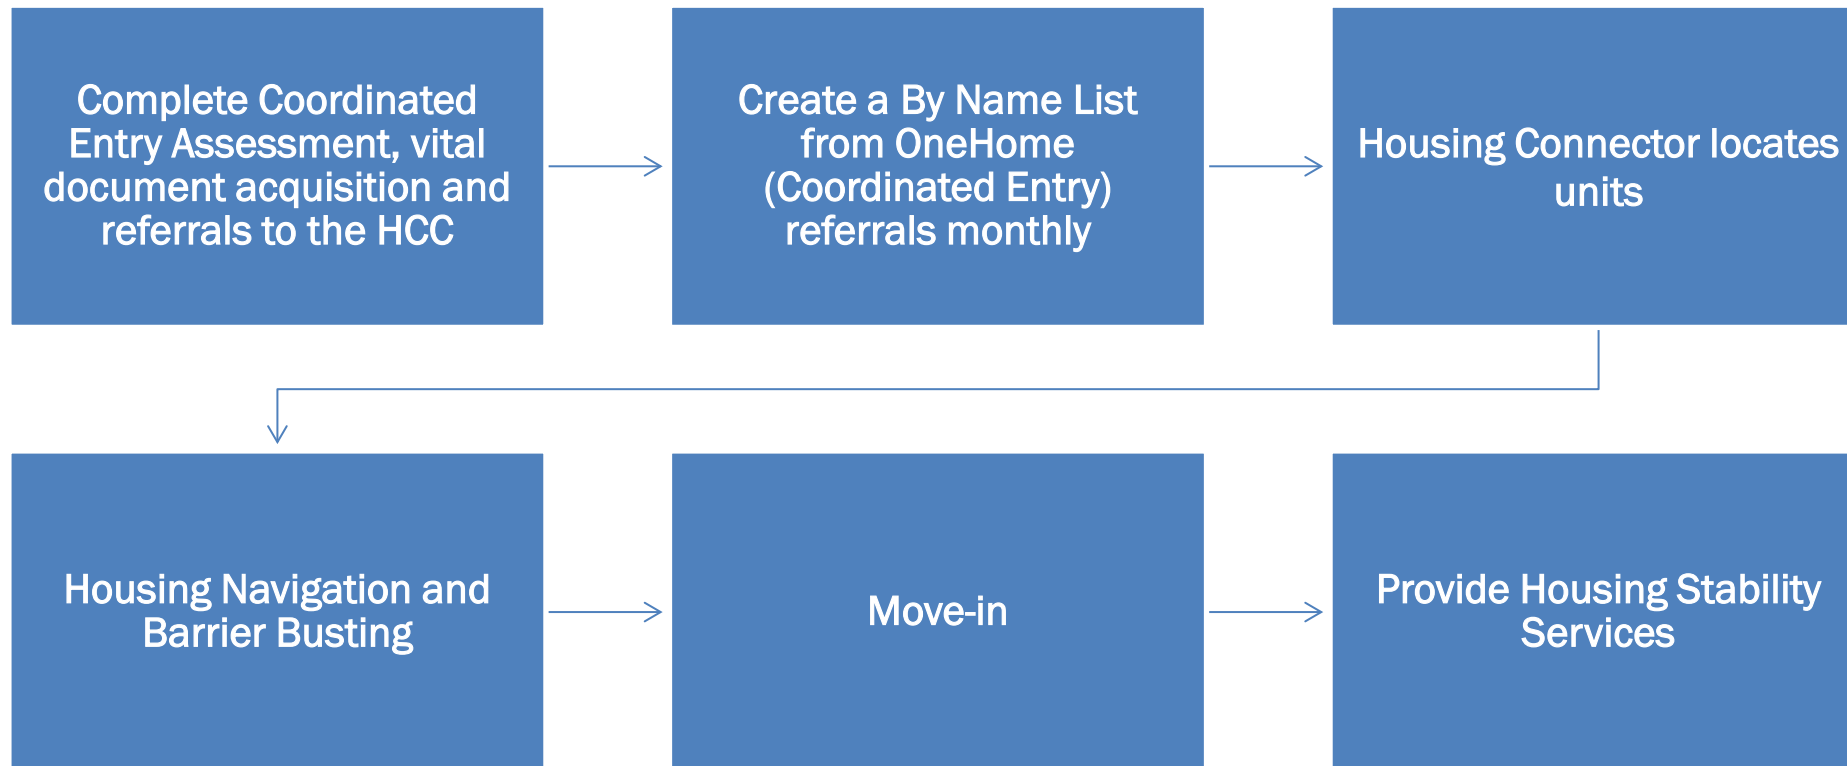 Complete Coordinated
Entry Assessment, vital
document acquisition and
referrals to the HCC
Create a By Name List
from OneHome
(Coordinated Entry)
referrals monthly
Housing Connector locates
units
Housing Navigation and
Barrier Busting
Move-in
Provide Housing Stability
Services